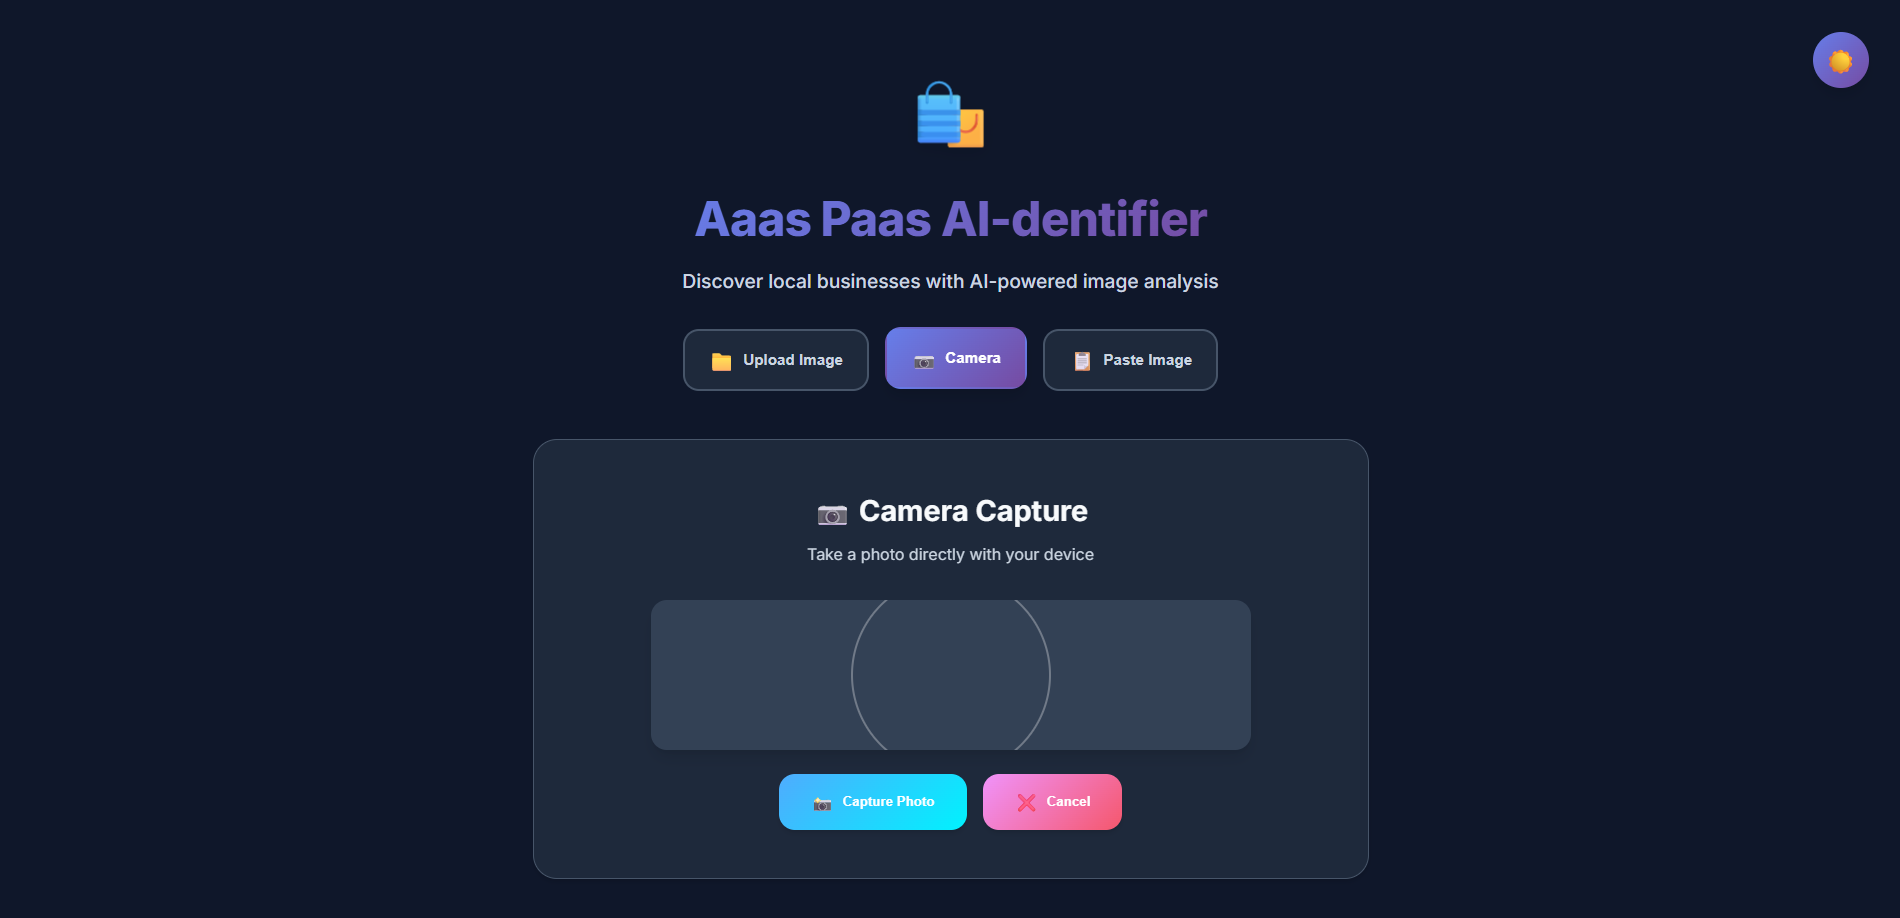 Aaas Paas AI-dentifier
Discover local businesses with AI-powered image analysis
Upload Image
Camera
Paste Image
Camera Capture
Take a photo directly with your device
Capture Photo
Cancel